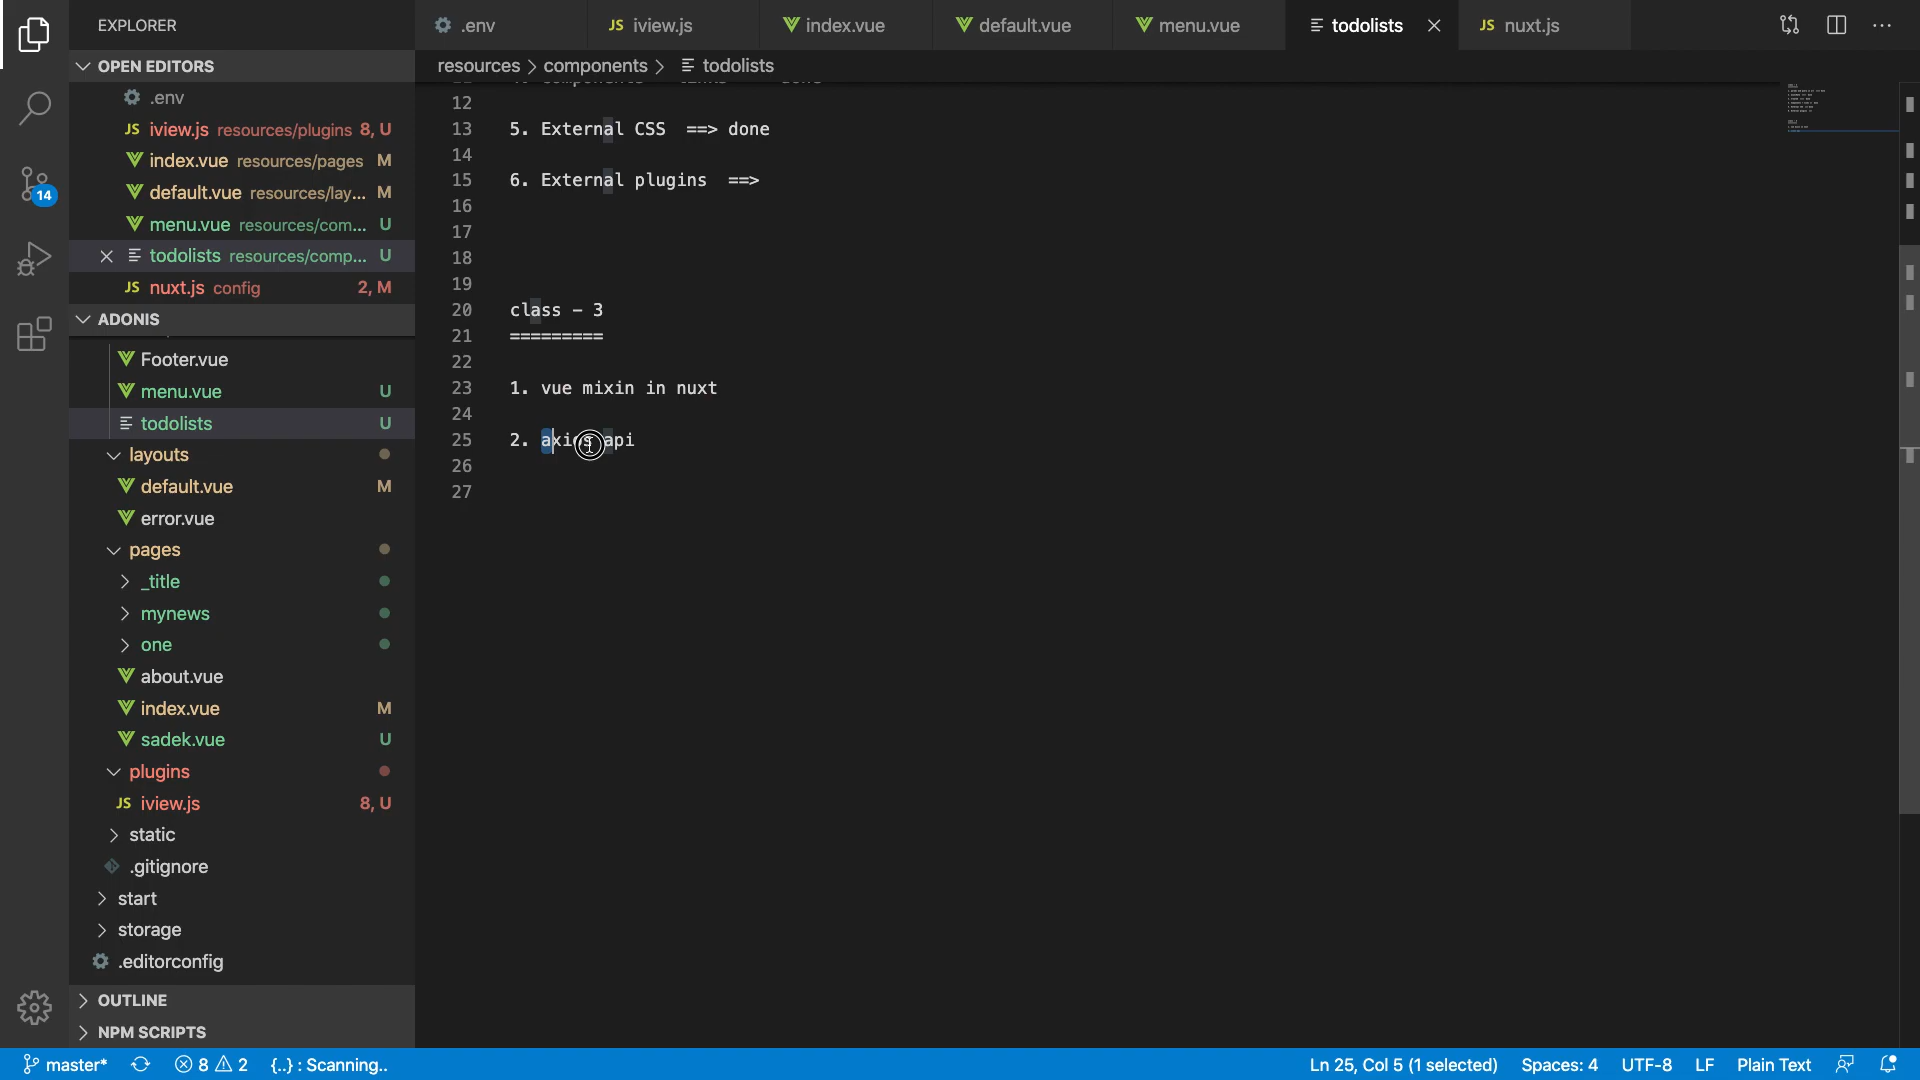 EXPLORER
.env
JS iview.js
index.vue
default.vue
menu.vue
todolists
JS nuxt.js
OPEN EDITORS
resources > components > todolists
.env
JS iview.js resources/plugins 8, U
index.vue resources/pages M
default.vue resources/lay... M
menu.vue resources/com... U
todolists resources/comp... U
JS nuxt.js config 2, M
ADONIS
Footer.vue
menu.vue U
todolists U
layouts
default.vue M
error.vue
pages
_title
mynews
one
about.vue
index.vue M
sadek.vue U
plugins
JS iview.js 8, U
static
.gitignore
start
storage
.editorconfig
OUTLINE
NPM SCRIPTS
14
12
13 5. External CSS ==> done
14
15 6. External plugins ==>
16
17
18
19
20 class - 3
21 =========
22
23 1. vue mixin in nuxt
24
25 2. axios api
26
27
master* 8 2 {..} : Scanning.. Ln 25, Col 5 (1 selected) Spaces: 4 UTF-8 LF Plain Text